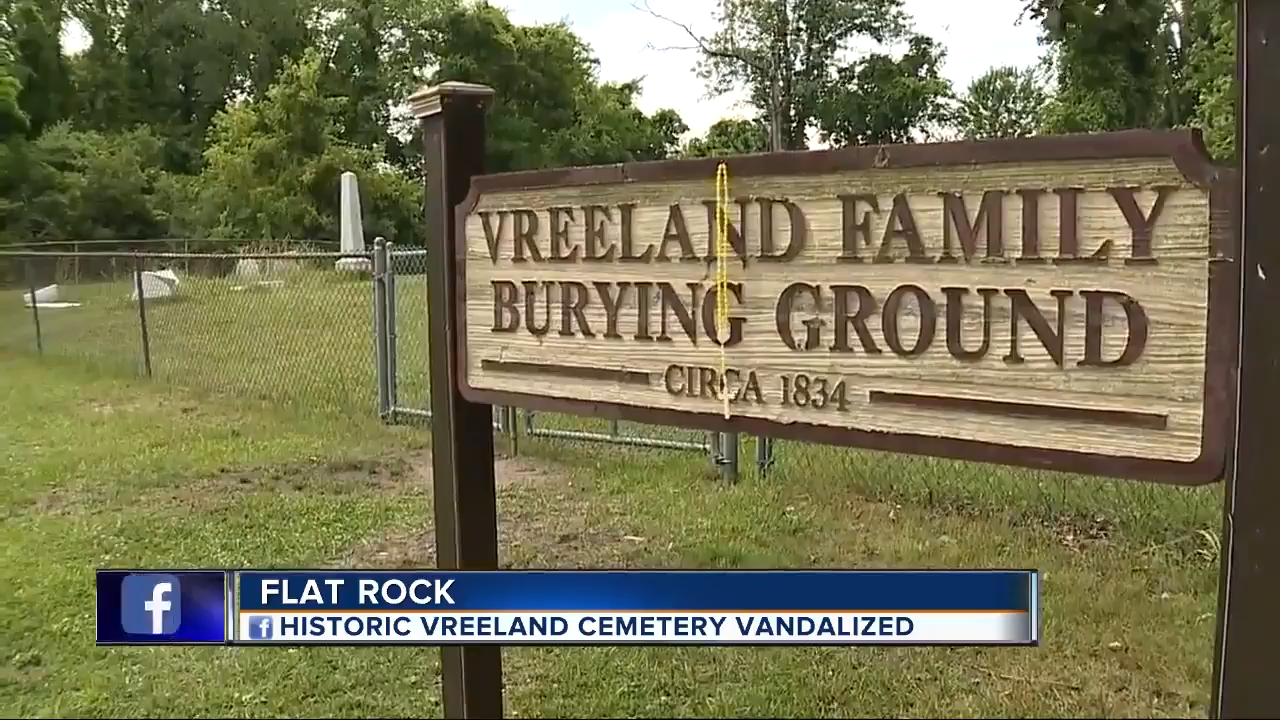 VREELAND FAMILY
BURYING GROUND
CIRCA 1834
FLAT ROCK
HISTORIC VREELAND CEMETERY VANDALIZED